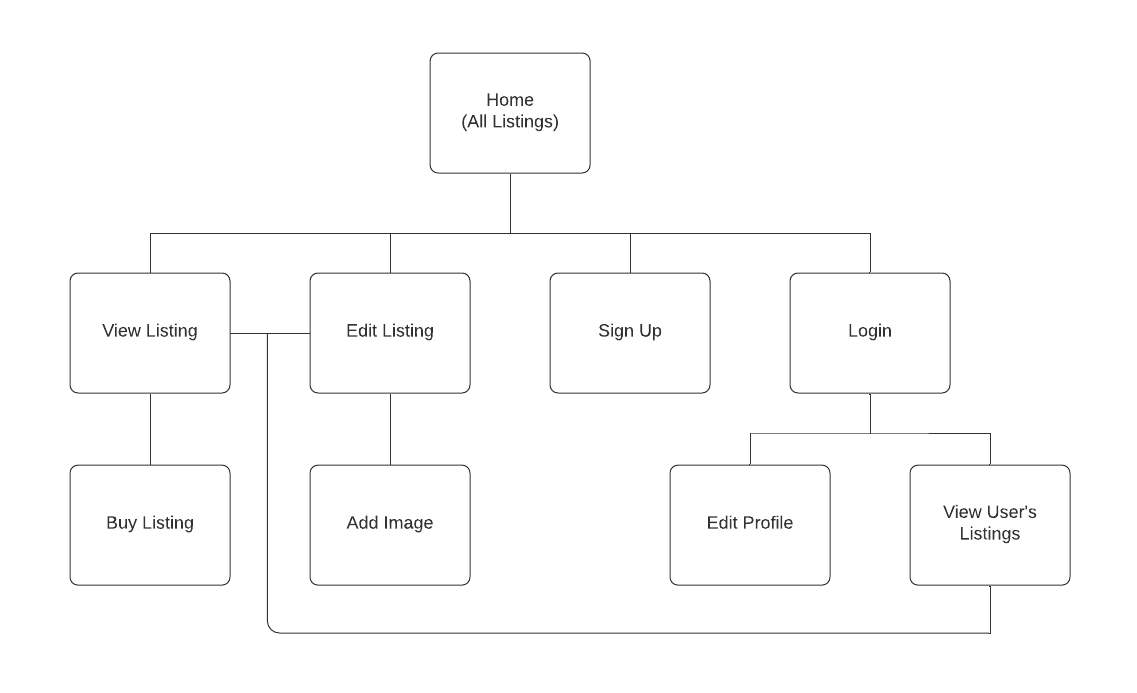 Home
(All Listings)
View Listing
Edit Listing
Sign Up
Login
Buy Listing
Add Image
Edit Profile
View User's
Listings